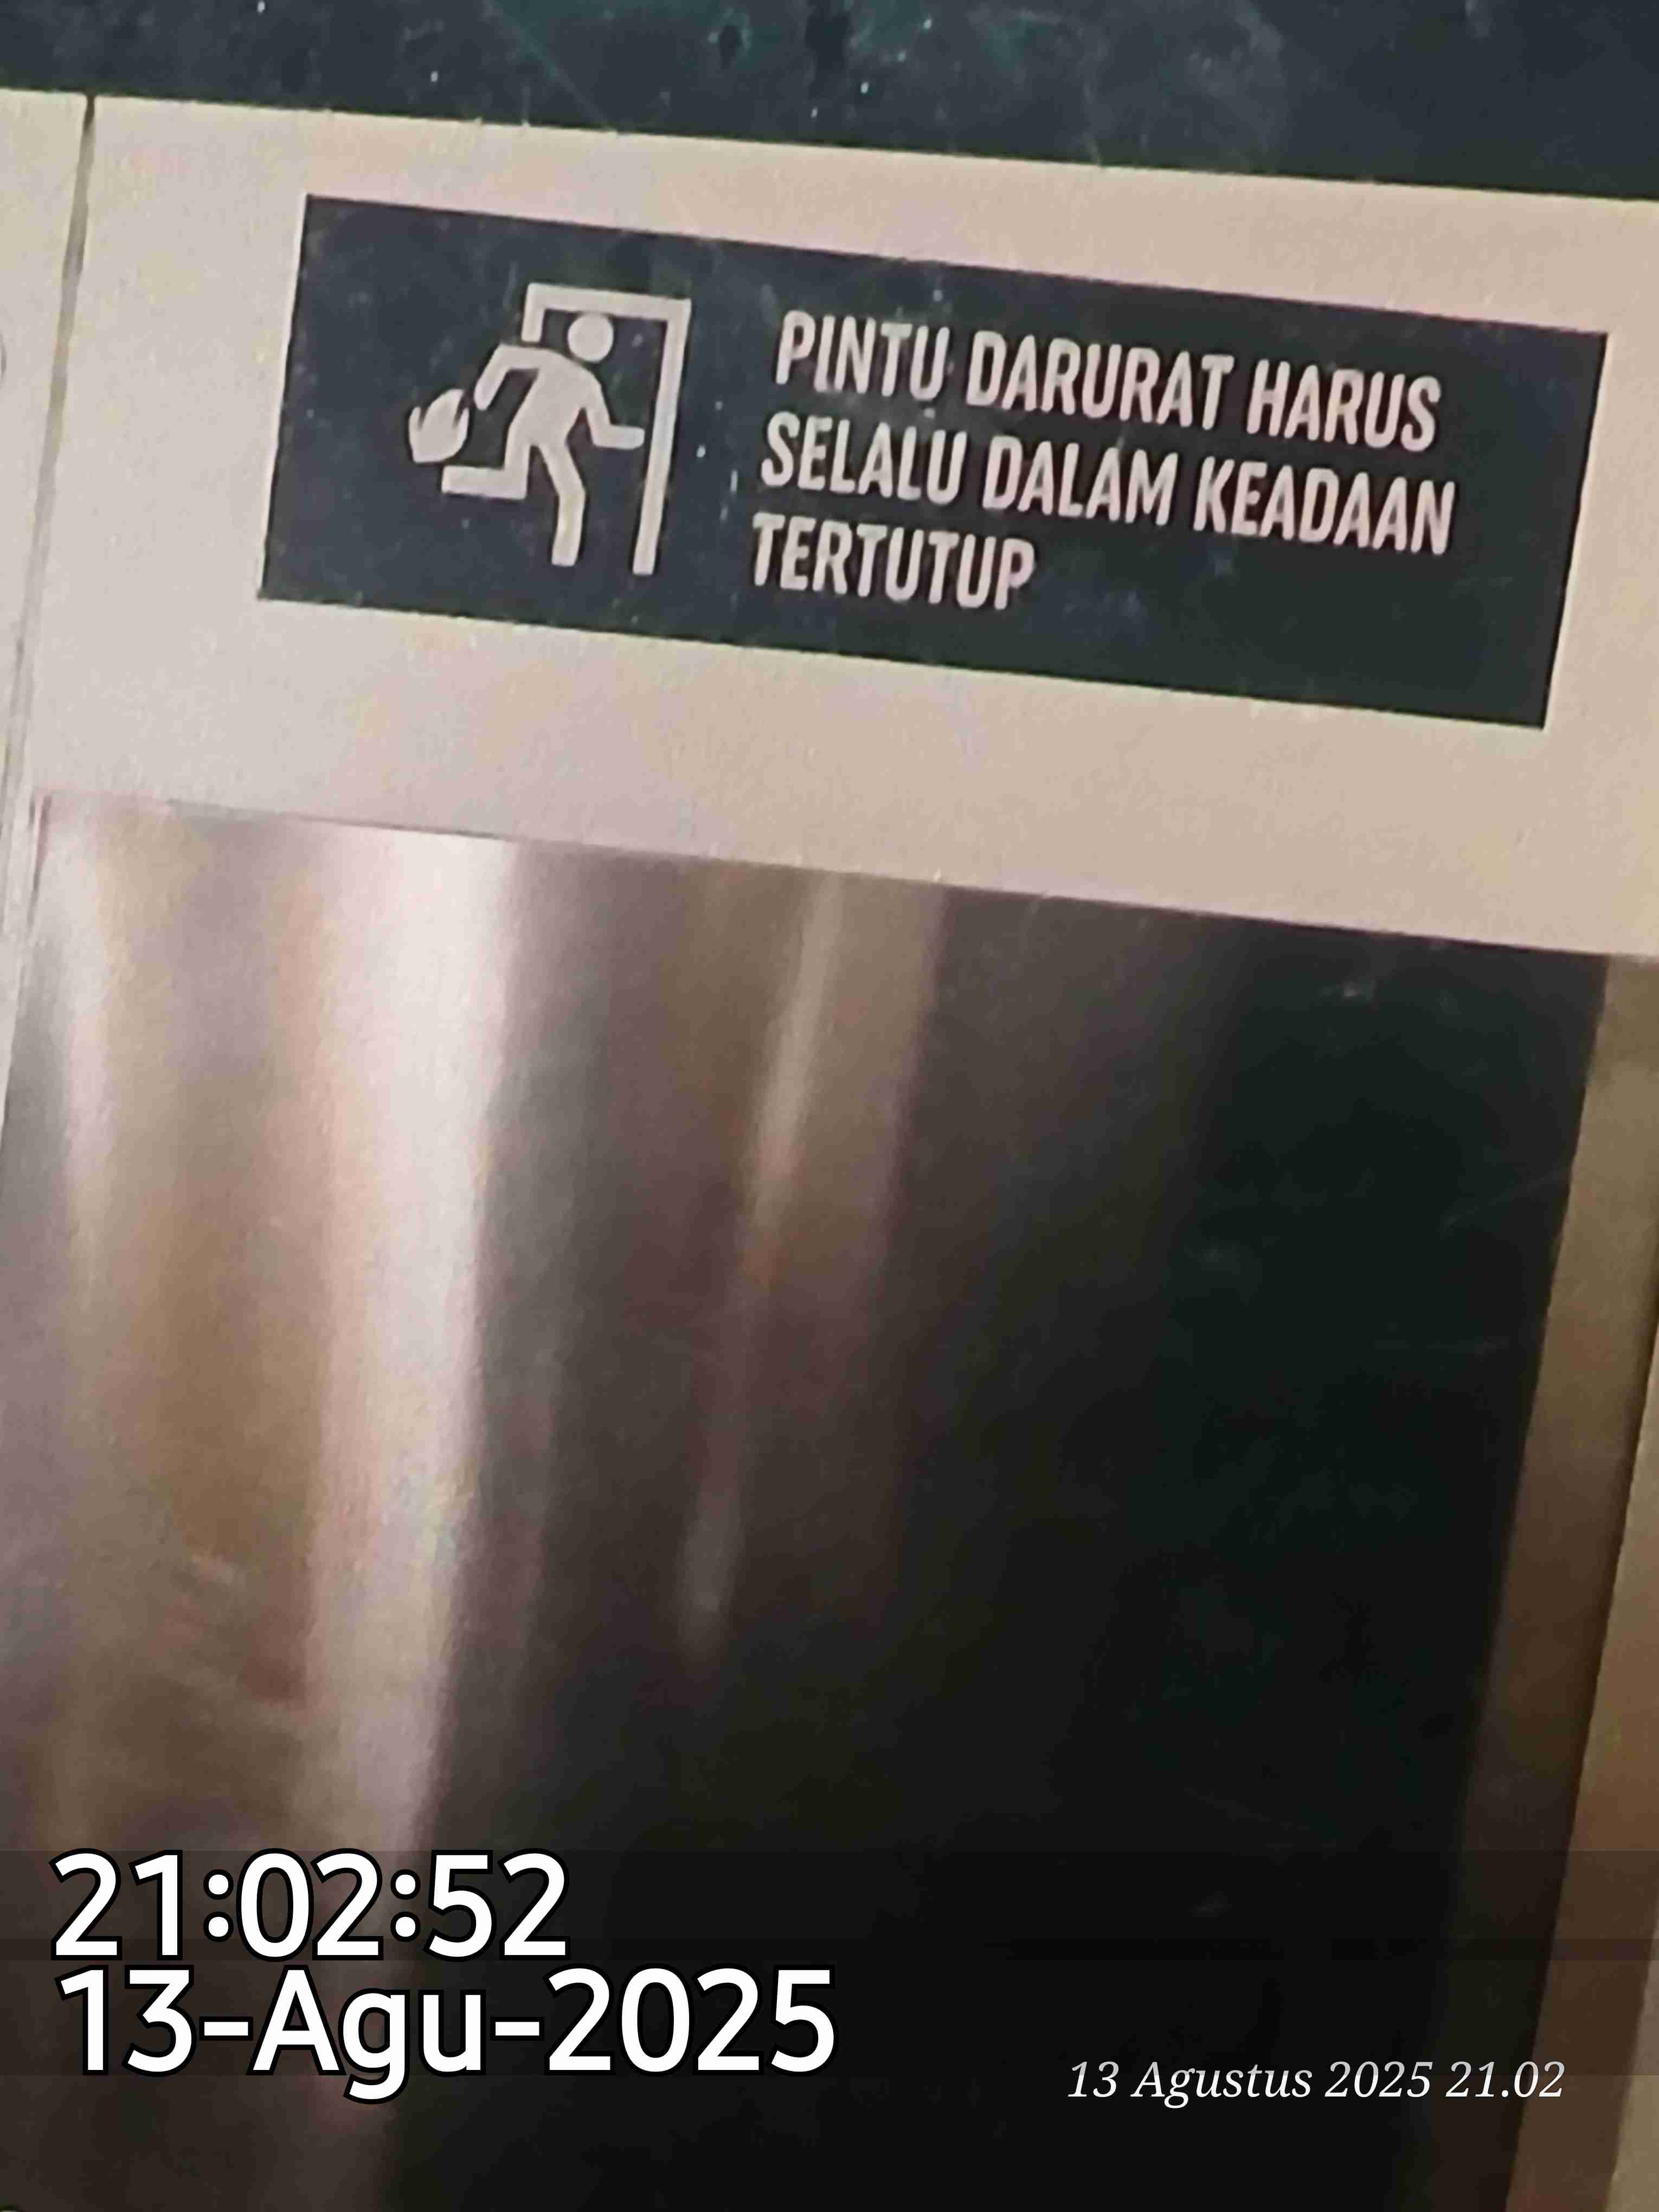 PINTU DARURAT HARUS
SELALU DALAM KEADAAN
TERTUTUP
21:02:52
13-Agu-2025
13 Agustus 2025 21.02